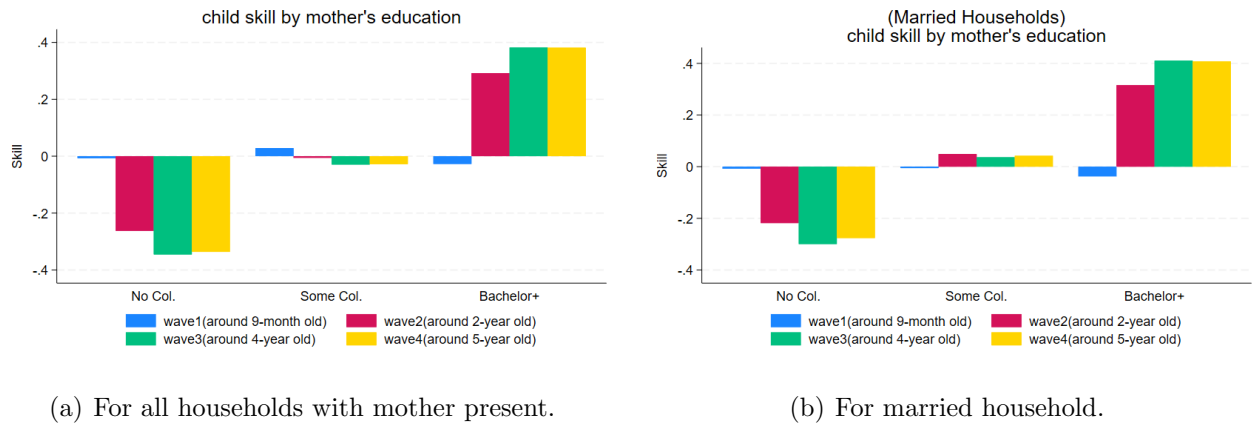 child skill by mother's education
Skill
.4
.2
0
-.2
-.4
No Col. Some Col. Bachelor+
wave1(around 9-month old) wave2(around 2-year old)
wave3(around 4-year old) wave4(around 5-year old)
(a) For all households with mother present.
(Married Households)
child skill by mother's education
Skill
.4
.2
0
-.2
-.4
No Col. Some Col. Bachelor+
wave1(around 9-month old) wave2(around 2-year old)
wave3(around 4-year old) wave4(around 5-year old)
(b) For married household.